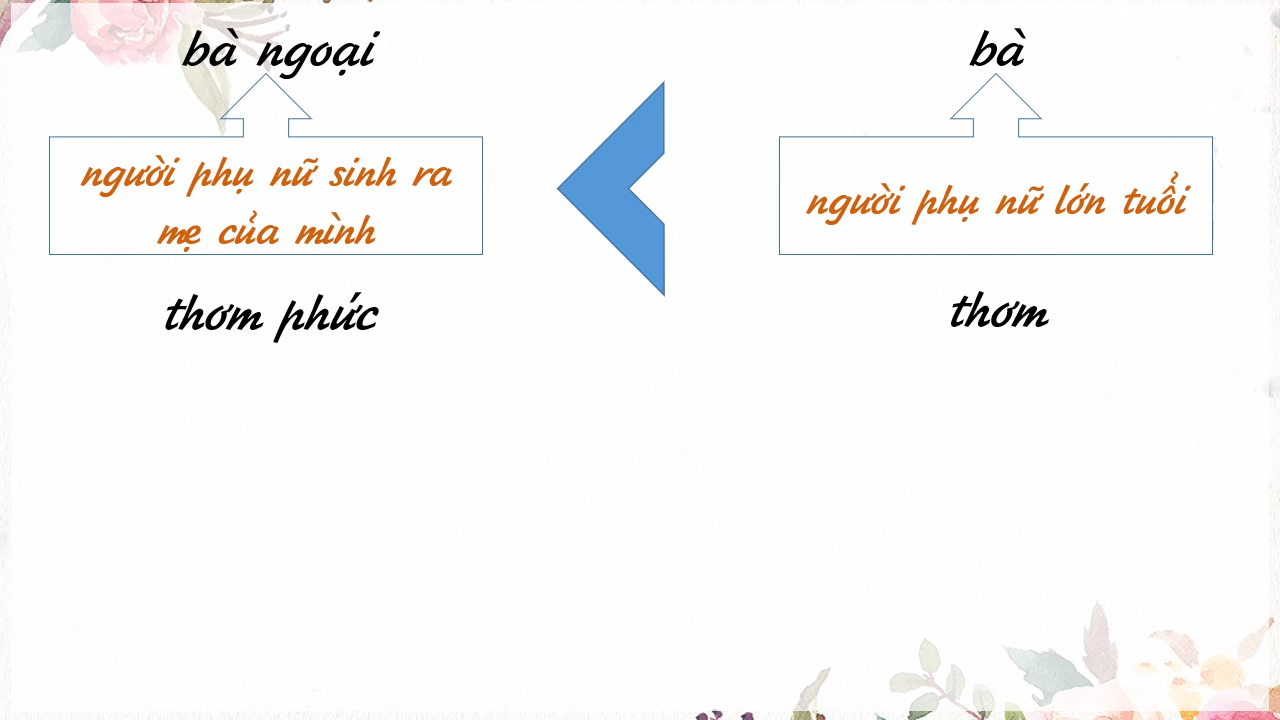 bà ngoại
bà
người phụ nữ sinh ra
mẹ của mình
người phụ nữ lớn tuổi
thơm phức
thơm